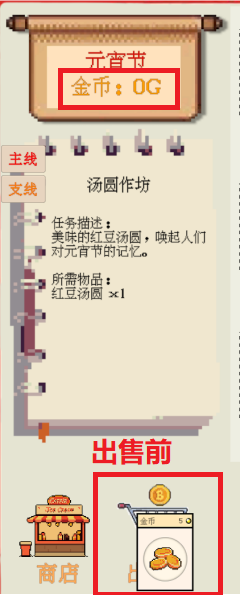 元宵节
金币：0G
主线
支线
汤圆作坊
任务描述：
美味的红豆汤圆，唤起人们
对元宵节的记忆。
所需物品：
红豆汤圆 x1
出售前
金币 5
商店